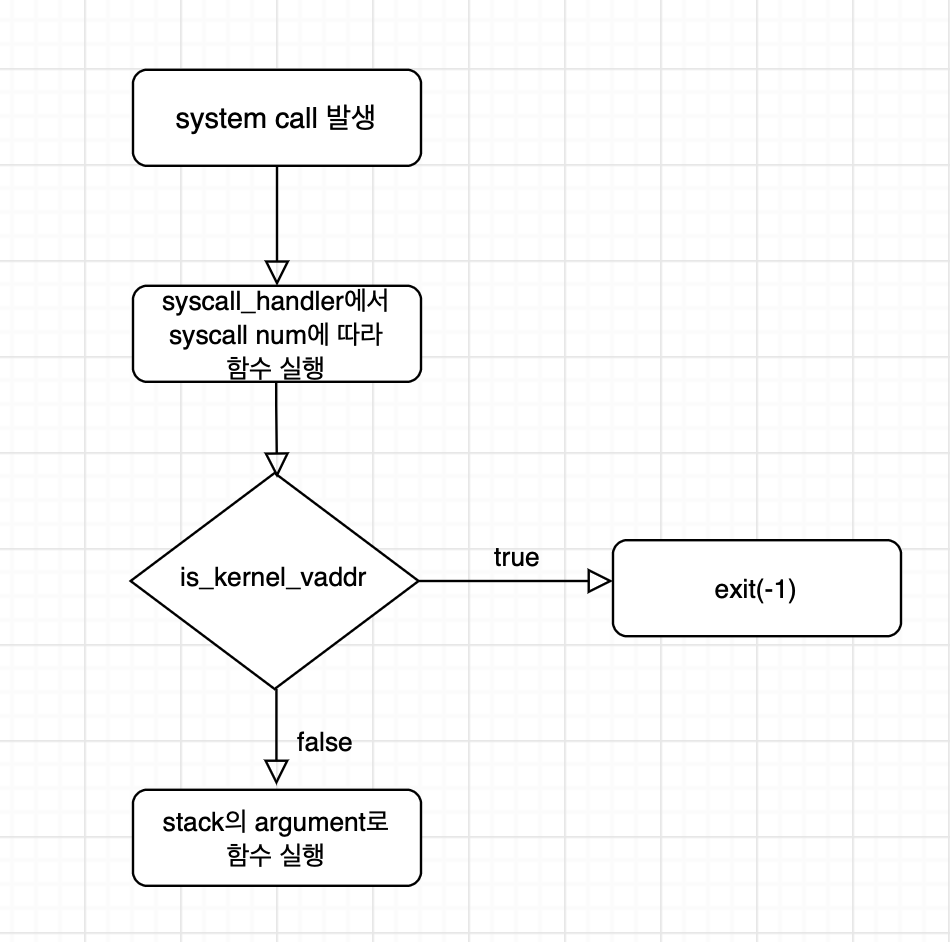 system call 발생
syscall_handler에서
syscall num에 따라
함수 실행
is_kernel_vaddr
true
exit(-1)
false
stack의 argument로
함수 실행